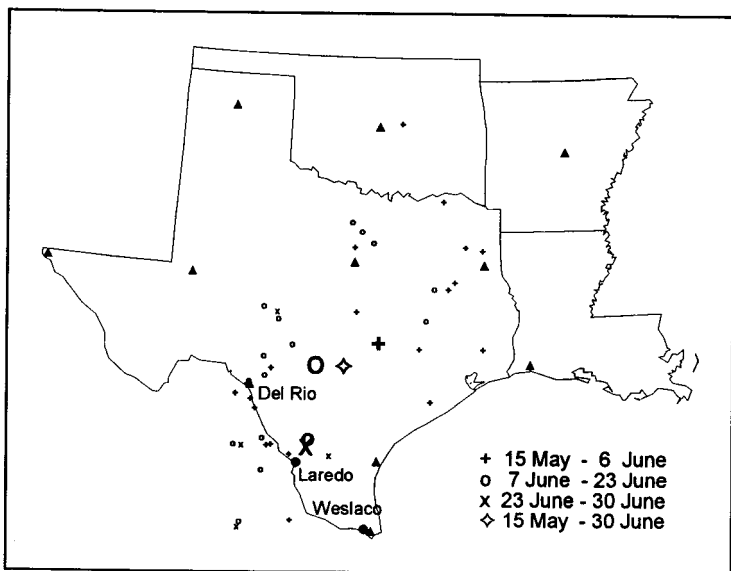 Del Rio
Laredo
Weslaco
+ 15 May - 6 June
o 7 June - 23 June
x 23 June - 30 June
✧ 15 May - 30 June